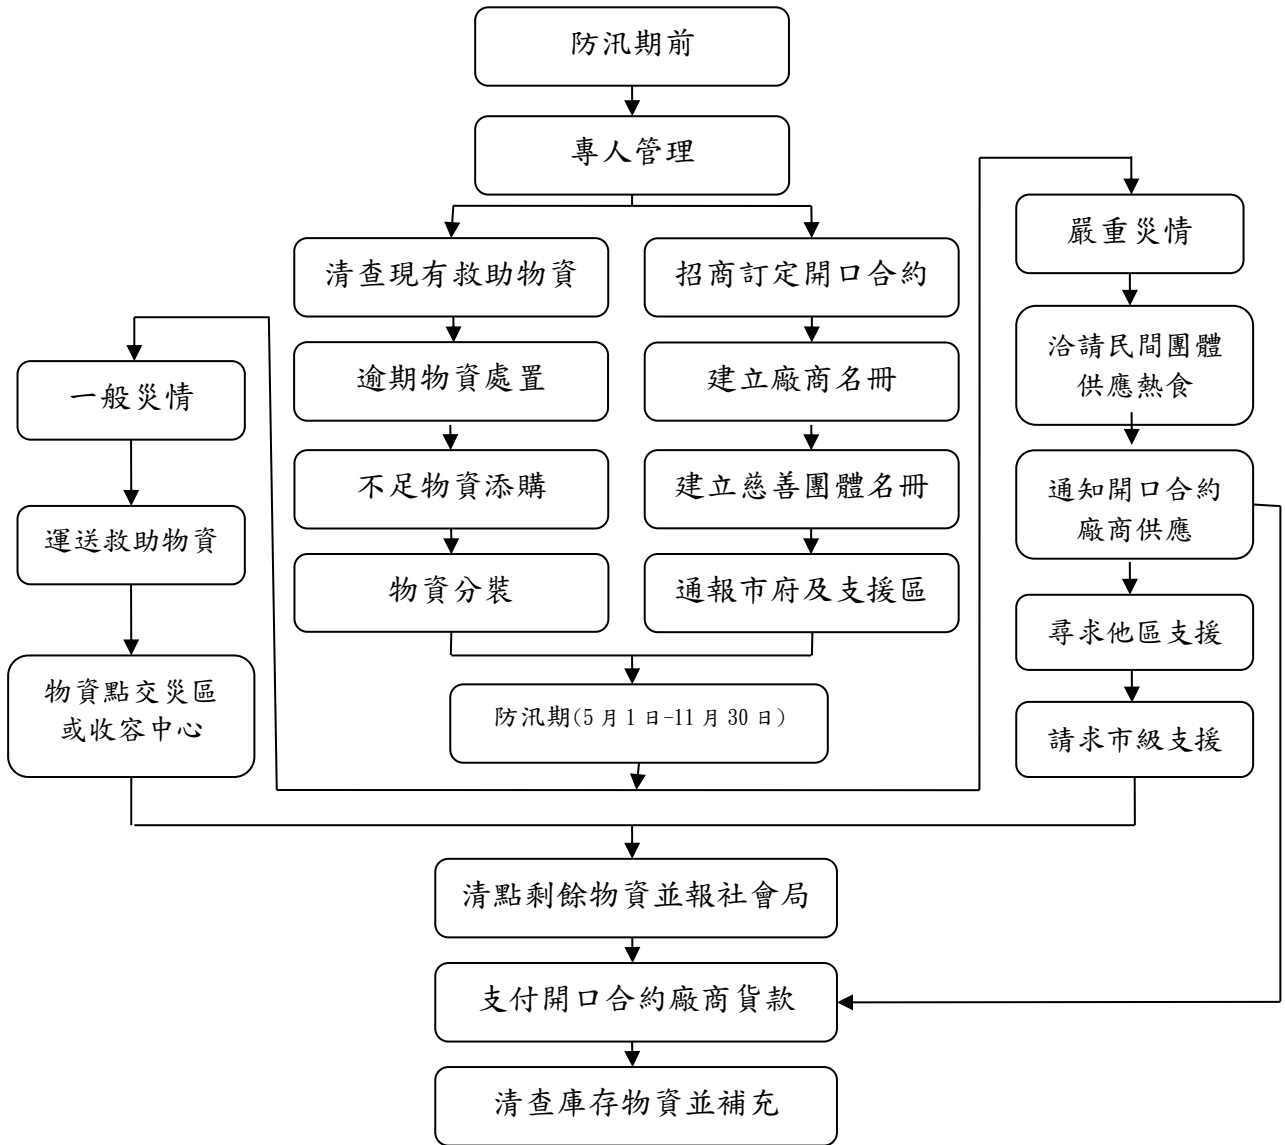 防汛期前
專人管理
清查現有救助物資
逾期物資處置
不足物資添購
物資分裝
招商訂定開口合約
建立廠商名冊
建立慈善團體名冊
通報市府及支援區
防汛期(5月1日-11月30日)
一般災情
運送救助物資
物資點交災區
或收容中心
嚴重災情
洽請民間團體
供應熱食
通知開口合約
廠商供應
尋求他區支援
請求市級支援
清點剩餘物資並報社會局
支付開口合約廠商貨款
清查庫存物資並補充